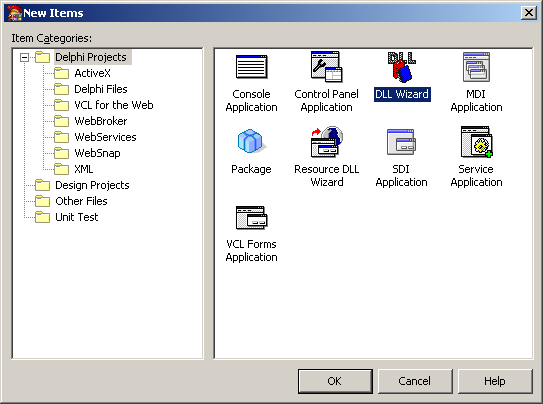 New Items
Item Categories:
Delphi Projects
ActiveX
Delphi Files
VCL for the Web
WebBroker
WebServices
WebSnap
XML
Design Projects
Other Files
Unit Test
Console
Application
Control Panel
Application
DLL
DLL Wizard
MDI
Application
Package
Resource DLL
Wizard
SDI
Application
Service
Application
VCL Forms
Application
OK
Cancel
Help